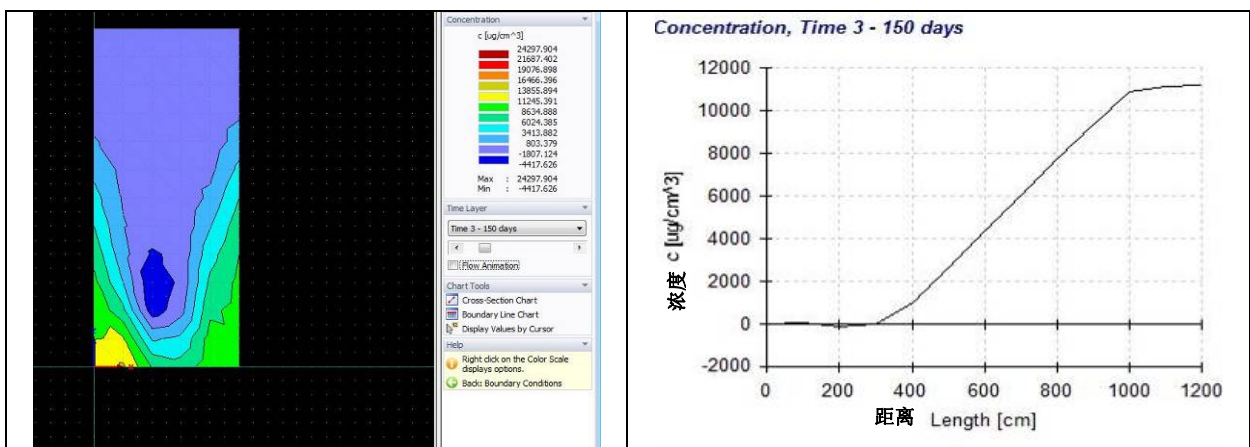 Concentration
c [ug/cm^3]
24297.904
21687.402
19076.898
16466.396
13855.894
11245.391
8634.888
6024.385
3413.882
803.379
-1807.124
-4417.626
Max : 24297.904
Min : -4417.626
Time Layer
Time 3 - 150 days
Flow Animation
Chart Tools
Cross-Section Chart
Boundary Line Chart
Display Values by Cursor
Help
Right click on the Color Scale
displays options.
Back: Boundary Conditions
Concentration, Time 3 - 150 days
12000
10000
8000
6000
4000
2000
0
-2000
浓度 c [ug/cm^3]
0 200 400 600 800 1000 1200
距离 Length [cm]